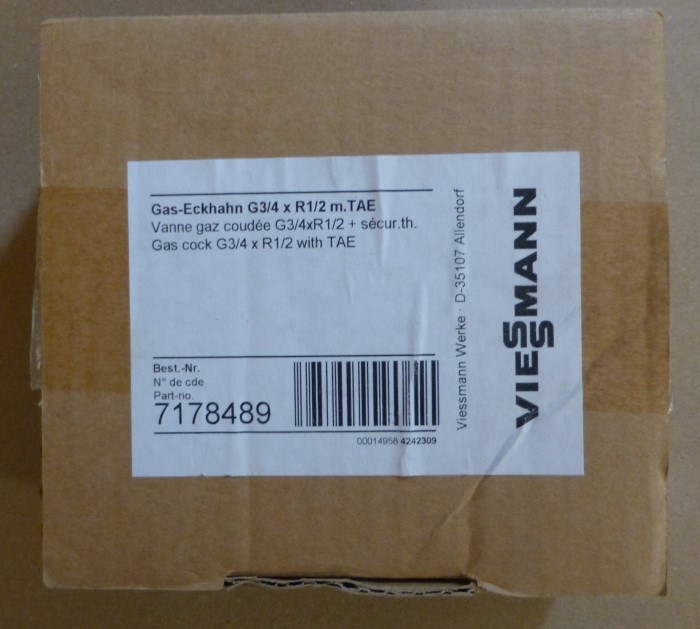 Gas-Eckhahn G3/4 x R1/2 m.TAE
Vanne gaz coudée G3/4xR1/2 + sécur.th.
Gas cock G3/4 x R1/2 with TAE
Best.-Nr.
N° de cde
Part-no.
7178489
00014958 4242309
Viessmann Werke · D-35107 Allendorf
VIESSMANN